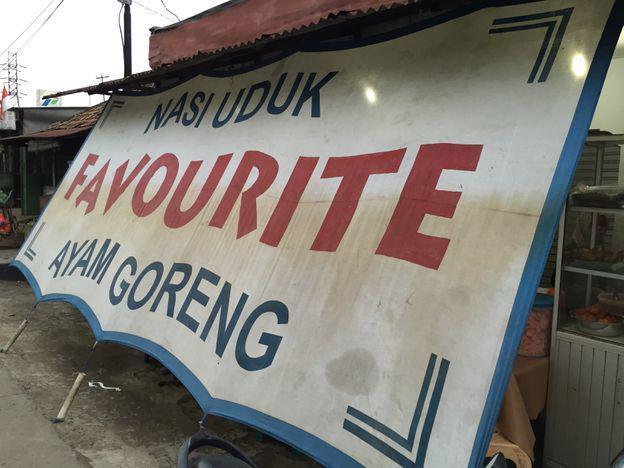 NASI UDUK
FAVOURITE
AYAM GORENG